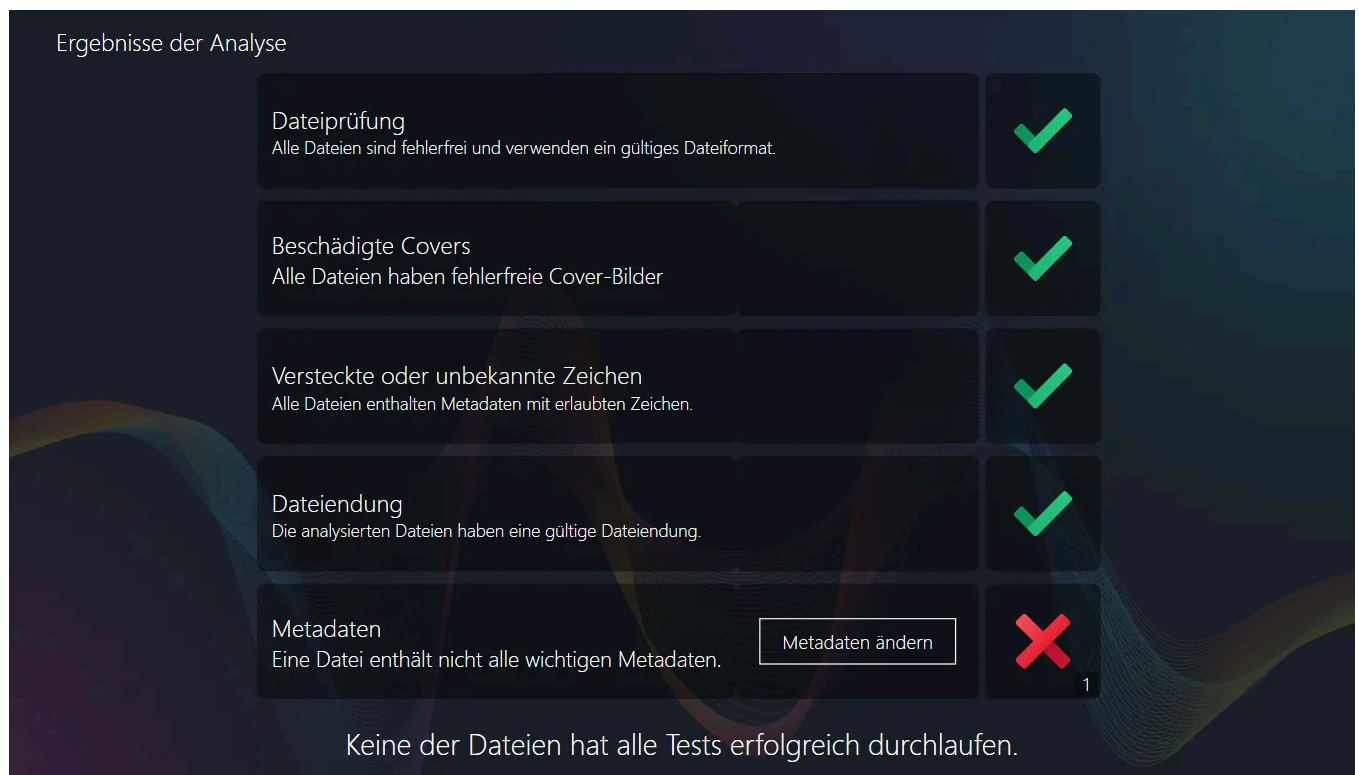 Ergebnisse der Analyse
Dateiprüfung
Alle Dateien sind fehlerfrei und verwenden ein gültiges Dateiformat.
Beschädigte Covers
Alle Dateien haben fehlerfreie Cover-Bilder
Versteckte oder unbekannte Zeichen
Alle Dateien enthalten Metadaten mit erlaubten Zeichen.
Dateiendung
Die analysierten Dateien haben eine gültige Dateiendung.
Metadaten
Eine Datei enthält nicht alle wichtigen Metadaten.
Metadaten ändern
1
Keine der Dateien hat alle Tests erfolgreich durchlaufen.